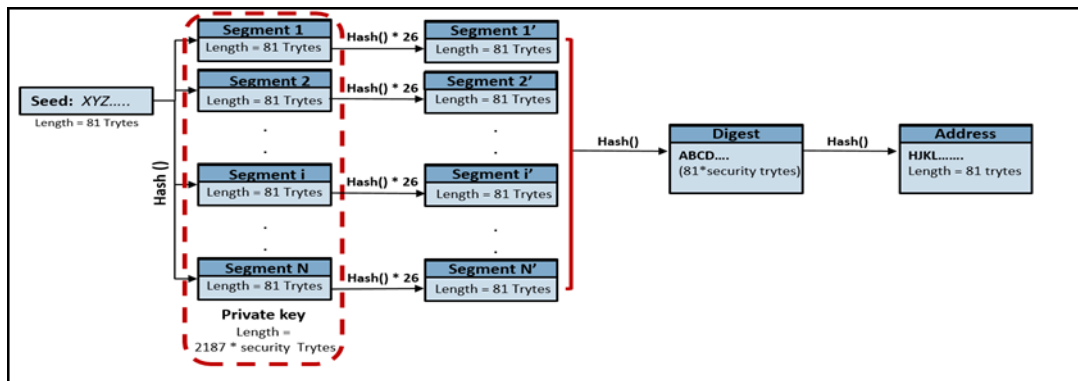 Segment 1
Length = 81 Trytes
Hash() * 26
Segment 1’
Length = 81 Trytes
Segment 2
Length = 81 Trytes
Hash() * 26
Segment 2’
Length = 81 Trytes
Seed: XYZ.....
Length = 81 Trytes
Hash ()
Segment i
Length = 81 Trytes
Hash() * 26
Segment i’
Length = 81 Trytes
Segment N
Length = 81 Trytes
Hash() * 26
Segment N’
Length = 81 Trytes
Private key
Length =
2187 * security Trytes
Hash()
Digest
ABCD....
(81*security trytes)
Hash()
Address
HJKL.......
Length = 81 trytes